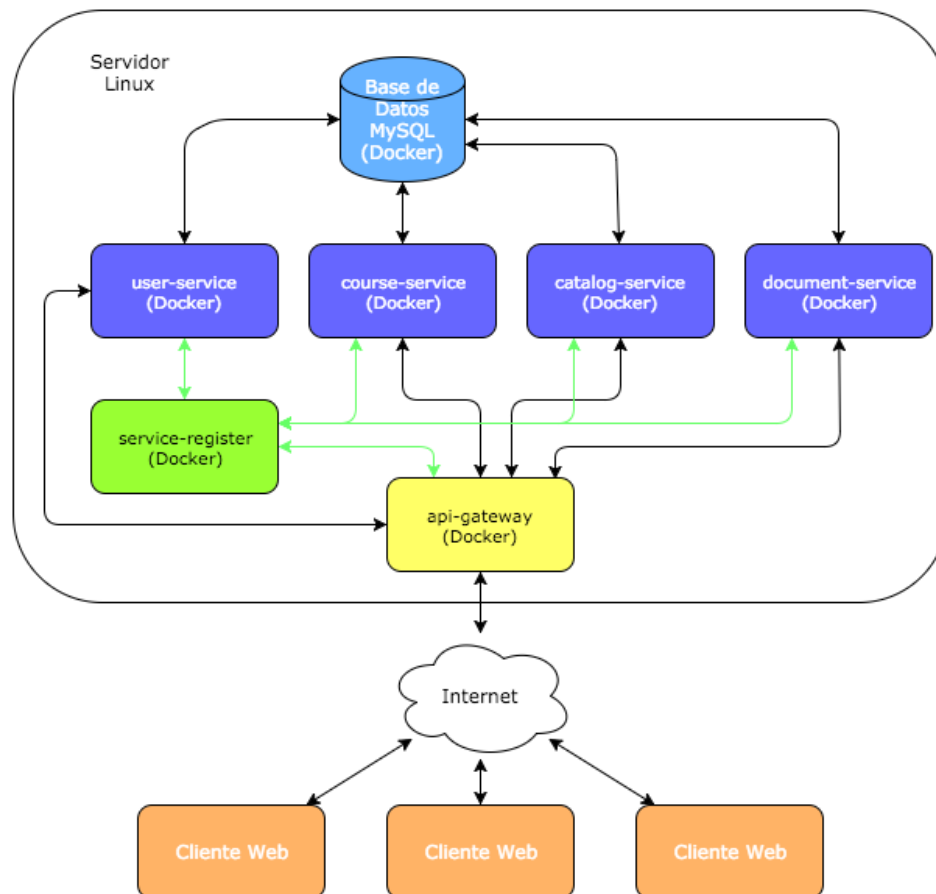 Servidor
Linux
Base de
Datos
MySQL
(Docker)
user-service
(Docker)
course-service
(Docker)
catalog-service
(Docker)
document-service
(Docker)
service-register
(Docker)
api-gateway
(Docker)
Internet
Cliente Web
Cliente Web
Cliente Web